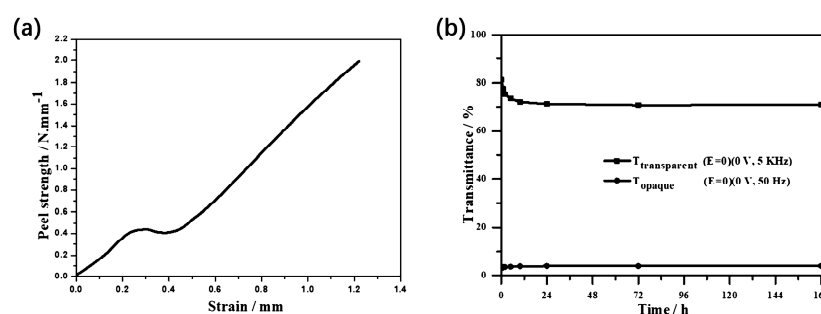 (a)
2.2
2.0
1.8
1.6
1.4
1.2
1.0
0.8
0.6
0.4
0.2
0.0
Peel strength / N.mm-1
0.0 0.2 0.4 0.6 0.8 1.0 1.2 1.4
Strain / mm
(b)
100
80
60
40
20
0
Transmittance / %
Ttransparent (E=0)(0 V, 5 KHz)
Topaque (E=0)(0 V, 50 Hz)
0 24 48 72 96 120 144 16
Time / h